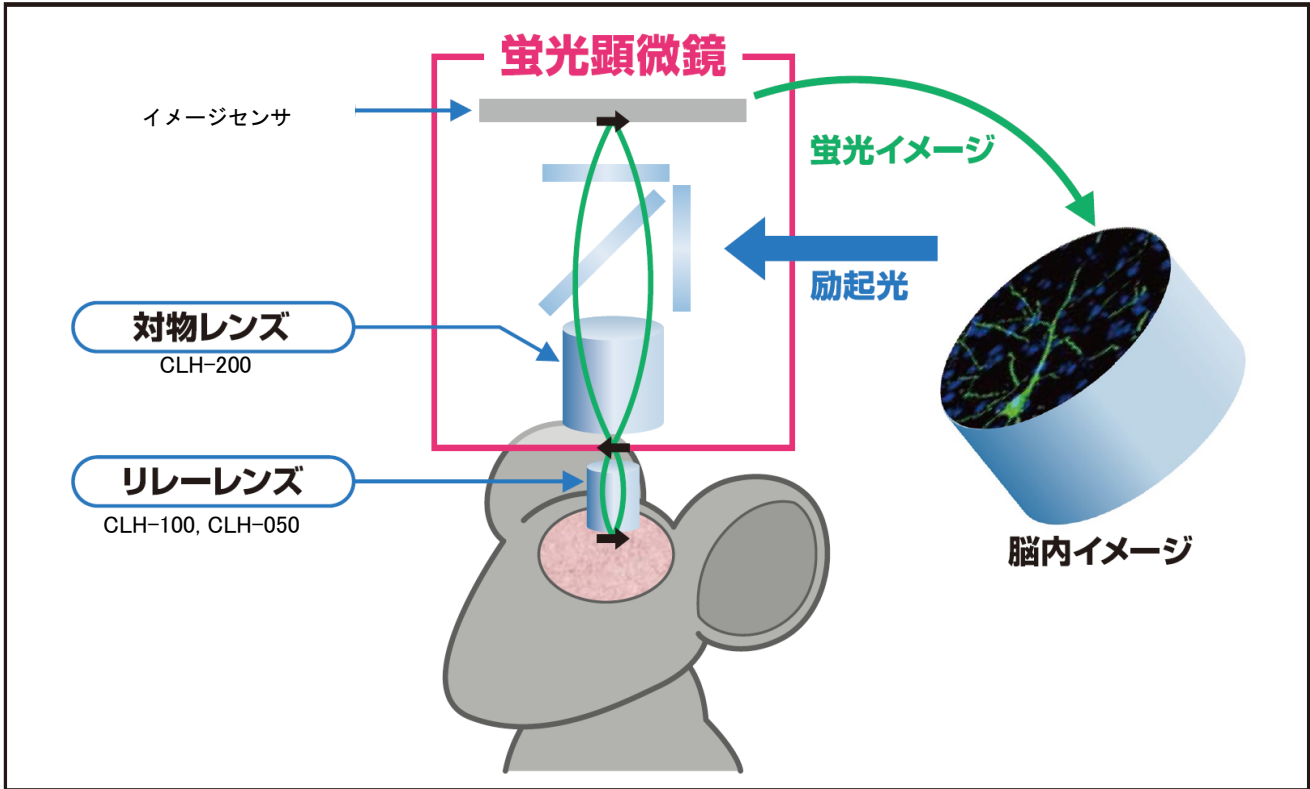 蛍光顕微鏡
イメージセンサ
蛍光イメージ
励起光
対物レンズ
CLH-200
リレーレンズ
CLH-100, CLH-050
脳内イメージ